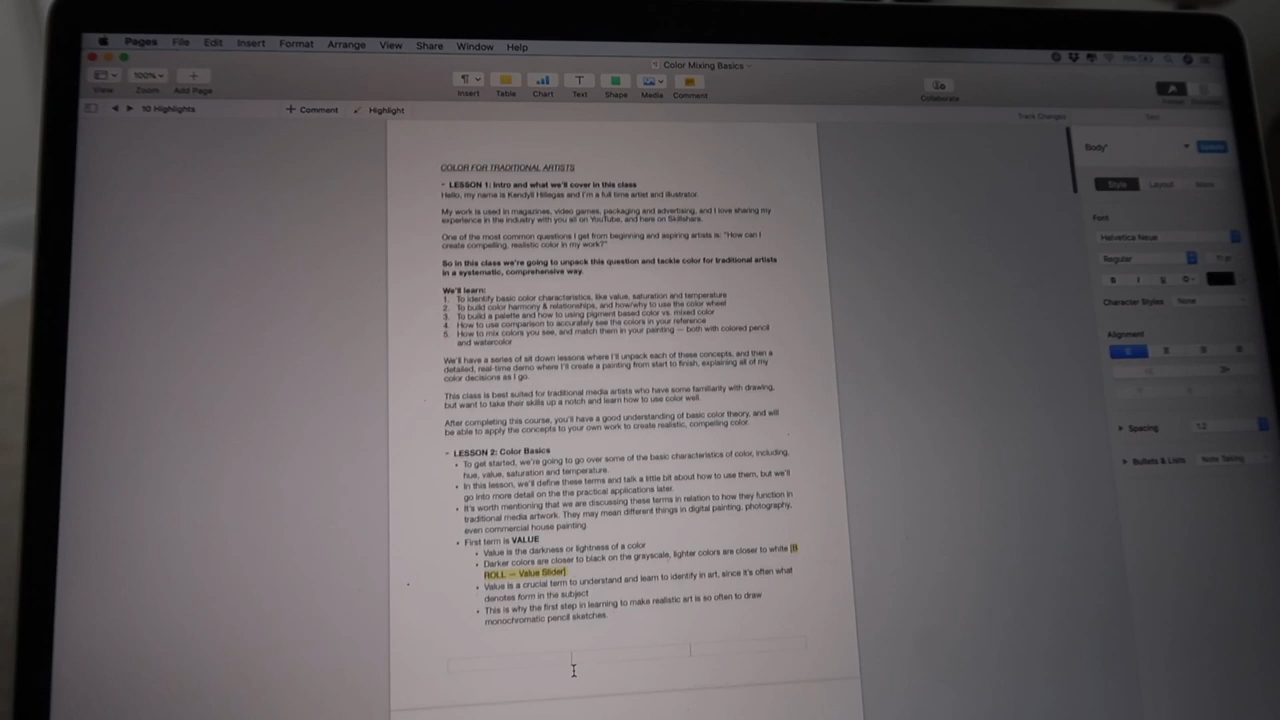 Pages File Edit Insert Format Arrange View Share Window Help
Color Mixing Basics
100%
View Zoom Add Page
Insert Table Chart Text Shape Media Comment
Collaborate
10 Highlights + Comment Highlight
Track Changes
COLOR FOR TRADITIONAL ARTISTS
- LESSON 1: Intro and what we'll cover in this class
Hello, my name is Kendyll Hillegas and I'm a full time artist and illustrator.
My work is used in magazines, video games, packaging and advertising, and I love sharing my
experience in the industry with you all on YouTube, and here on Skillshare.
One of the most common questions I get from beginning and aspiring artists is: "How can I
create compelling, realistic color in my work?"
So in this class we're going to unpack this question and tackle color for traditional artists
in a systematic, comprehensive way.
We'll learn:
1. To identify basic color characteristics, like value, saturation and temperature
2. To build color harmony & relationships, and how/why to use the color wheel
3. To build a palette and how to using pigment based color vs. mixed color
4. How to use comparison to accurately see the colors in your reference
5. How to mix colors you see, and match them in your painting — both with colored pencil
and watercolor
We'll have a series of sit down lessons where I'll unpack each of these concepts, and then a
detailed, real-time demo where I'll create a painting from start to finish, explaining all of my
color decisions as I go.
This class is best suited for traditional media artists who have some familiarity with drawing,
but want to take their skills up a notch and learn how to use color well.
After completing this course, you'll have a good understanding of basic color theory, and will
be able to apply the concepts to your own work to create realistic, compelling color.
- LESSON 2: Color Basics
• To get started, we're going to go over some of the basic characteristics of color, including,
hue, value, saturation and temperature.
• In this lesson, we'll define these terms and talk a little bit about how to use them, but we'll
go into more detail on the the practical applications later.
• It's worth mentioning that we are discussing these terms in relation to how they function in
traditional media artwork. They may mean different things in digital painting, photography,
even commercial house painting.
• First term is VALUE
• Value is the darkness or lightness of a color
• Darker colors are closer to black on the grayscale, lighter colors are closer to white [B
ROLL — Value Slider]
• Value is a crucial term to understand and learn to identify in art, since it's often what
denotes form in the subject
• This is why the first step in learning to make realistic art is so often to draw
monochromatic pencil sketches.
Body*
Style Layout More
Font
Helvetica Neue
Regular
B I U
Character Styles None
Alignment
Spacing 1.2
Bullets & Lists Note Taking